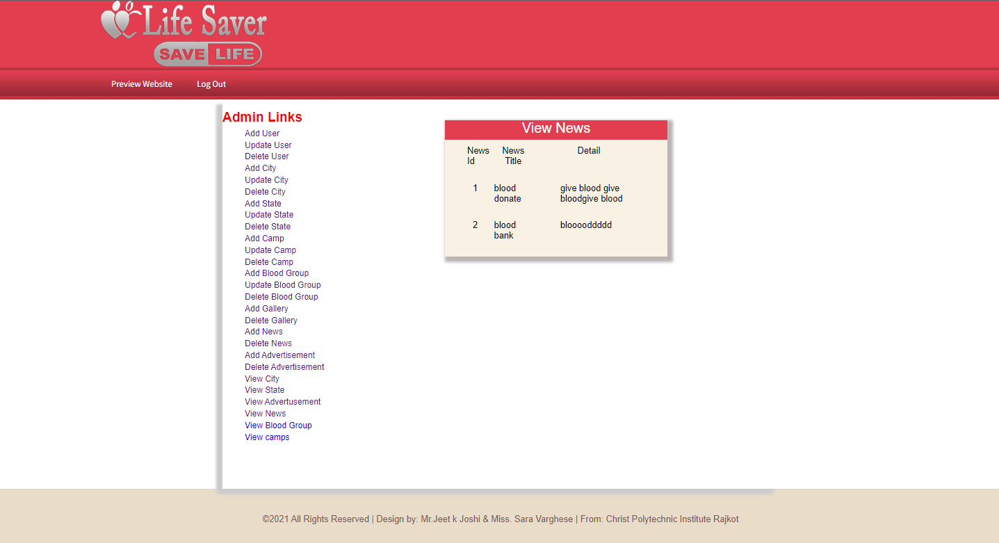 Life Saver
SAVE LIFE
Preview Website Log Out
Admin Links
Add User
Update User
Delete User
Add City
Update City
Delete City
Add State
Update State
Delete State
Add Camp
Update Camp
Delete Camp
Add Blood Group
Update Blood Group
Delete Blood Group
Add Gallery
Delete Gallery
Add News
Delete News
Add Advertisement
Delete Advertisement
View City
View State
View Advertusement
View News
View Blood Group
View camps
View News
News News Detail
Id Title
1 blood give blood give
donate bloodgive blood
2 blood blooooddddd
bank
©2021 All Rights Reserved | Design by: Mr.Jeet k Joshi & Miss. Sara Varghese | From: Christ Polytechnic Institute Rajkot